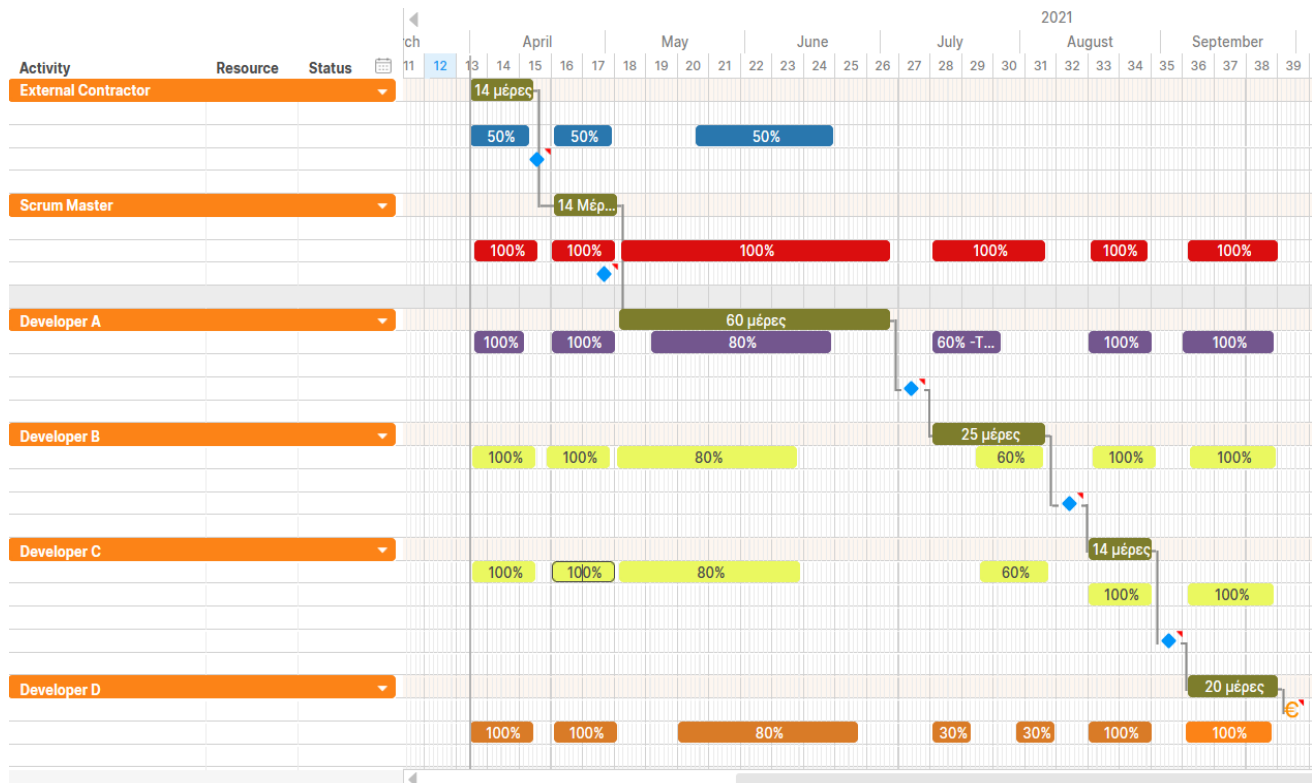 2021
rch April May June July August September
Activity Resource Status 11 12 13 14 15 16 17 18 19 20 21 22 23 24 25 26 27 28 29 30 31 32 33 34 35 36 37 38 39
External Contractor 14 μέρες
50% 50% 50%
Scrum Master 14 Μέρ...
100% 100% 100% 100% 100% 100%
Developer A 60 μέρες
100% 100% 80% 60% -T... 100% 100%
Developer B 25 μέρες
100% 100% 80% 60% 100% 100%
Developer C 14 μέρες
100% 100% 80% 60%
100% 100%
Developer D 20 μέρες
€
100% 100% 80% 30% 30% 100% 100%